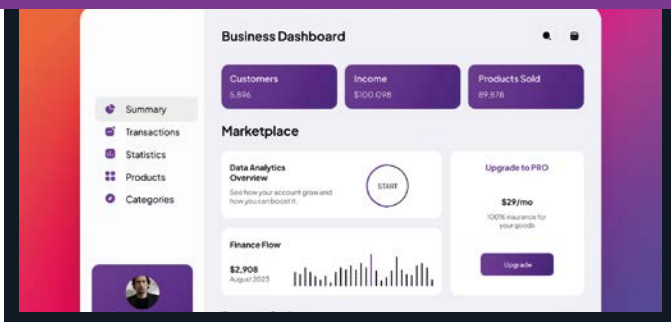 Business Dashboard
Customers
5,896
Income
$100,098
Products Sold
89,878
Summary
Transactions
Statistics
Products
Categories
Marketplace
Data Analytics
Overview
See how your account grow and
how you can boost it.
START
Upgrade to PRO
$29/mo
100% insurance for
your goods
Upgrade
Finance Flow
$2,908
August 2023